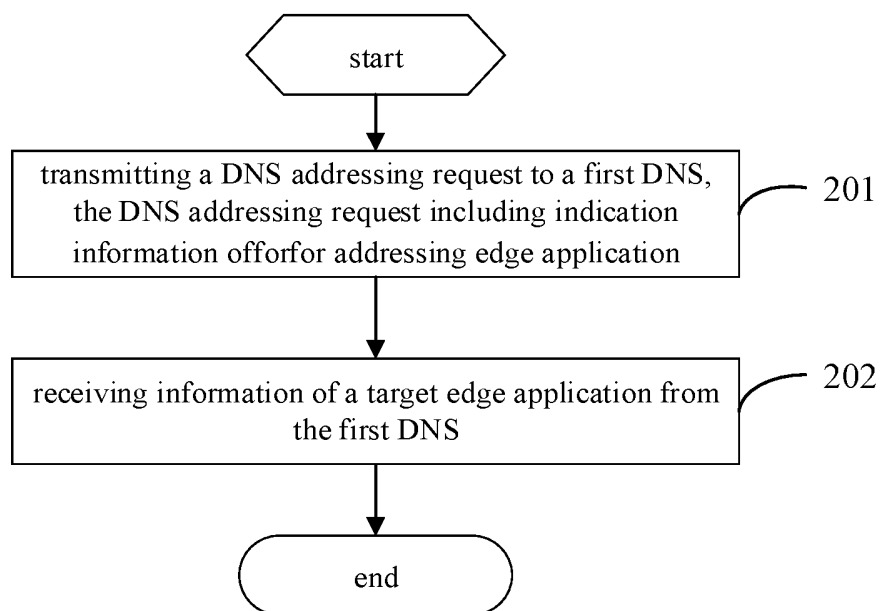 start
transmitting a DNS addressing request to a first DNS,
the DNS addressing request including indication
information offorfor addressing edge application
201
receiving information of a target edge application from
the first DNS
202
end